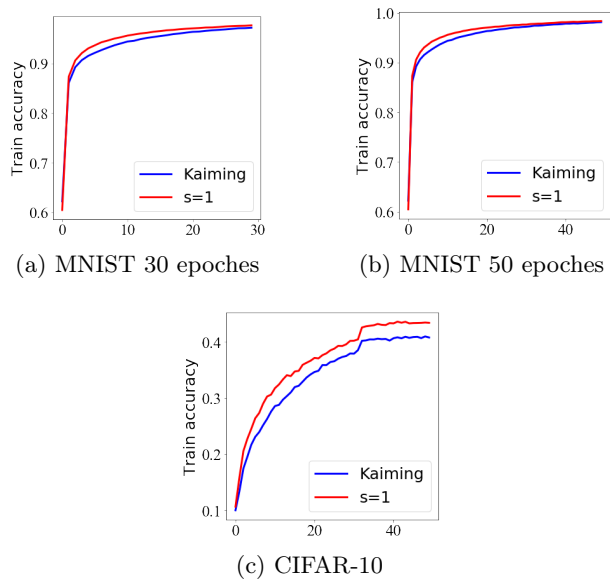 Train accuracy
0.9
0.8
0.7
0.6
0
10
20
30
Kaiming
s=1
(a) MNIST 30 epoches
Train accuracy
1.0
0.9
0.8
0.7
0.6
0
20
40
Kaiming
s=1
(b) MNIST 50 epoches
Train accuracy
0.4
0.3
0.2
0.1
0
20
40
Kaiming
s=1
(c) CIFAR-10